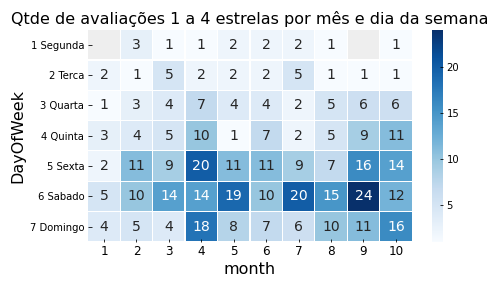 Qtde de avaliações 1 a 4 estrelas por mês e dia da semana
DayOfWeek
1 Segunda 3 1 1 2 2 2 1 1
2 Terca 2 1 5 2 2 2 5 1 1 1
3 Quarta 1 3 4 7 4 4 2 5 6 6
4 Quinta 3 4 5 10 1 7 2 5 9 11
5 Sexta 2 11 9 20 11 11 9 7 16 14
6 Sabado 5 10 14 14 19 10 20 15 24 12
7 Domingo 4 5 4 18 8 7 6 10 11 16
1 2 3 4 5 6 7 8 9 10
month
20
15
10
5